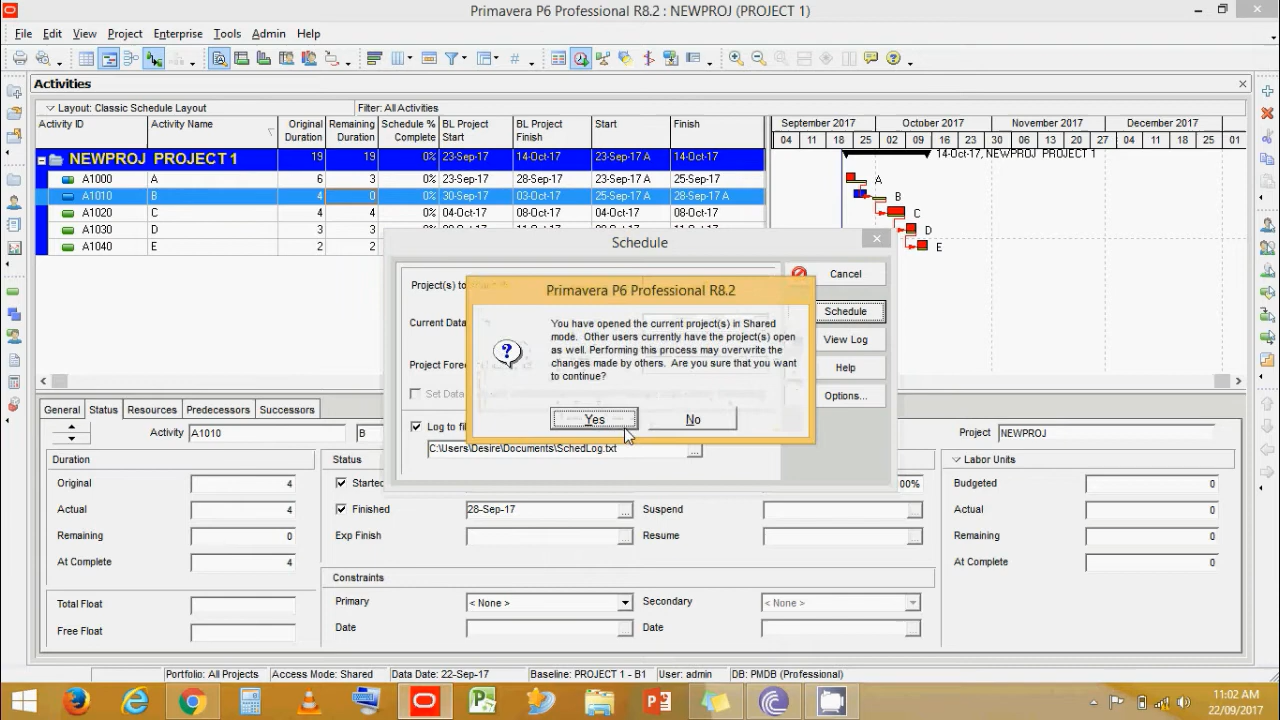 Primavera P6 Professional R8.2 : NEWPROJ (PROJECT 1)
File Edit View Project Enterprise Tools Admin Help
Activities
Layout: Classic Schedule Layout Filter: All Activities
Activity ID Activity Name Original Duration Remaining Duration Schedule % Complete BL Project Start BL Project Finish Start Finish
September 2017 October 2017 November 2017 December 2017
04 11 18 25 02 09 16 23 30 06 13 20 27 04 11 18 25 01
NEWPROJ PROJECT 1 19 19 0% 23-Sep-17 14-Oct-17 23-Sep-17 A 14-Oct-17
14-Oct-17, NEWPROJ PROJECT 1
A1000 A 6 3 0% 23-Sep-17 28-Sep-17 23-Sep-17 A 25-Sep-17 A
A1010 B 4 0 0% 30-Sep-17 03-Oct-17 25-Sep-17 A 28-Sep-17 A B
A1020 C 4 4 0% 04-Oct-17 08-Oct-17 04-Oct-17 08-Oct-17 C
A1030 D 3 3 D
A1040 E 2 2 E
Schedule
Project(s) to
Current Data
Project Fore
Set Data
Log to fi
C:\Users\Desire\Documents\SchedLog.txt ...
Cancel
Schedule
View Log
Help
Options...
Primavera P6 Professional R8.2
You have opened the current project(s) in Shared
mode. Other users currently have the project(s) open
as well. Performing this process may overwrite the
changes made by others. Are you sure that you want
to continue?
Yes No
General Status Resources Predecessors Successors
Activity A1010 B Project NEWPROJ
Duration Status Labor Units
Original 4 Started 00% Budgeted 0
Actual 4 Finished 28-Sep-17 Suspend Actual 0
Remaining 0 Exp Finish Resume Remaining 0
At Complete 4 At Complete 0
Constraints
Total Float Primary < None > Secondary < None >
Free Float Date Date
Portfolio: All Projects Access Mode: Shared Data Date: 22-Sep-17 Baseline: PROJECT 1 - B1 User: admin DB: PMDB (Professional)
11:02 AM
22/09/2017